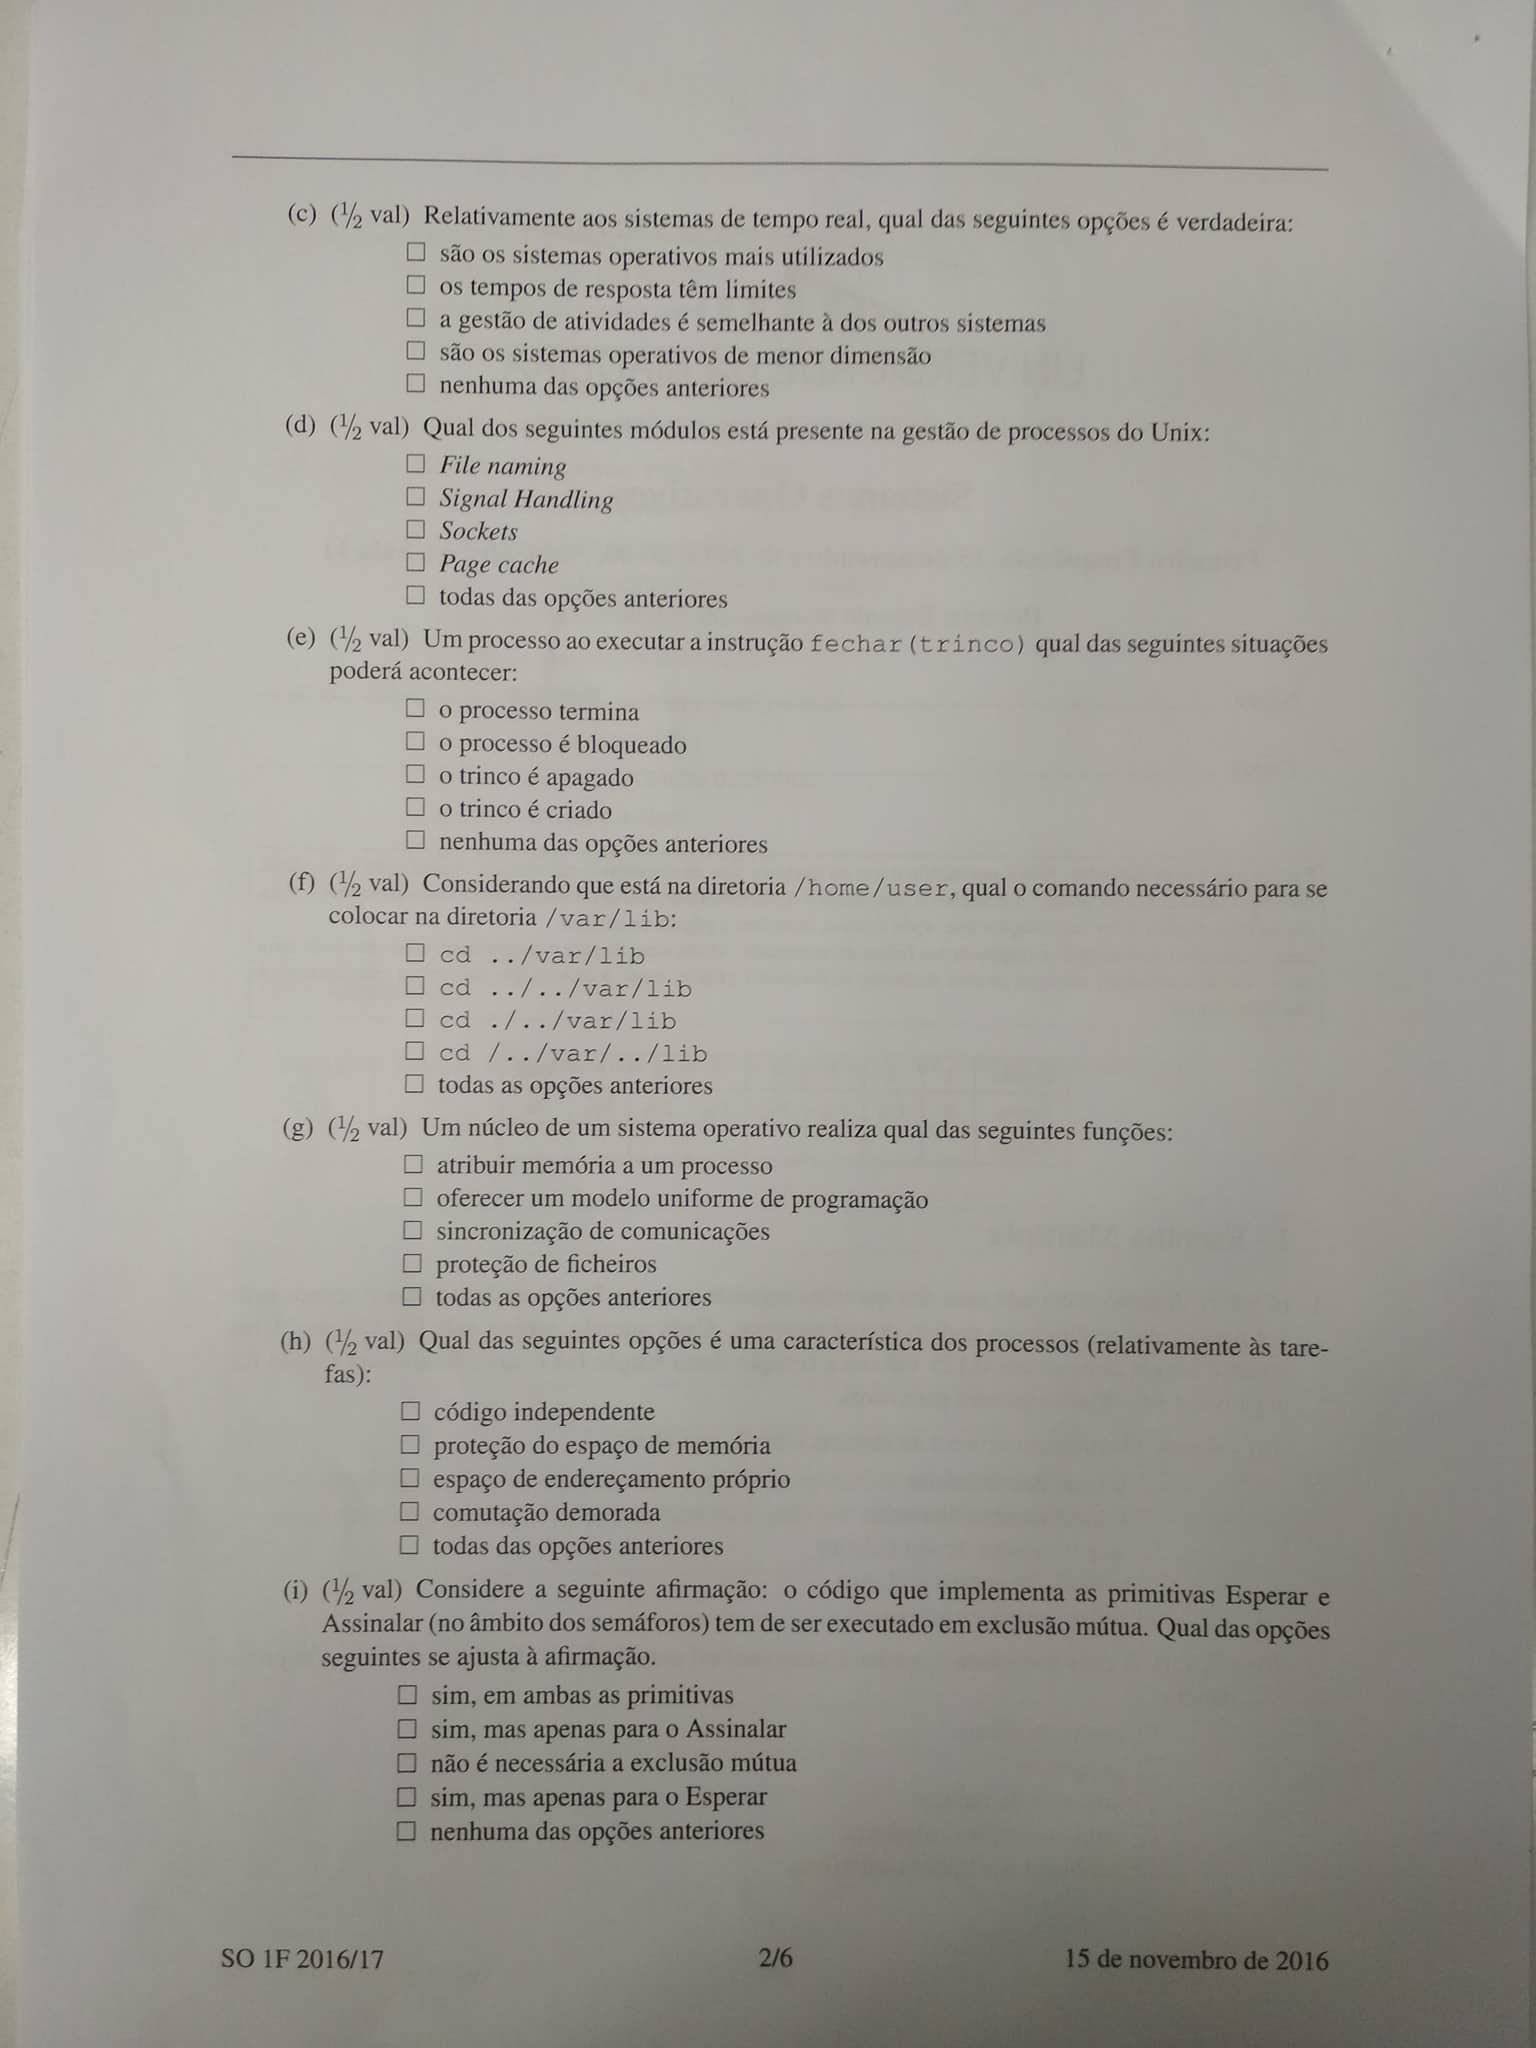 (c) (1/2 val) Relativamente aos sistemas de tempo real, qual das seguintes opções é verdadeira:
□ são os sistemas operativos mais utilizados
□ os tempos de resposta têm limites
□ a gestão de atividades é semelhante à dos outros sistemas
□ são os sistemas operativos de menor dimensão
□ nenhuma das opções anteriores
(d) (1/2 val) Qual dos seguintes módulos está presente na gestão de processos do Unix:
□ File naming
□ Signal Handling
□ Sockets
□ Page cache
□ todas das opções anteriores
(e) (1/2 val) Um processo ao executar a instrução fechar(trinco) qual das seguintes situações
poderá acontecer:
□ o processo termina
□ o processo é bloqueado
□ o trinco é apagado
□ o trinco é criado
□ nenhuma das opções anteriores
(f) (1/2 val) Considerando que está na diretoria /home/user, qual o comando necessário para se
colocar na diretoria /var/lib:
□ cd ../var/lib
□ cd ../../var/lib
□ cd ./../var/lib
□ cd /../var/../lib
□ todas as opções anteriores
(g) (1/2 val) Um núcleo de um sistema operativo realiza qual das seguintes funções:
□ atribuir memória a um processo
□ oferecer um modelo uniforme de programação
□ sincronização de comunicações
□ proteção de ficheiros
□ todas as opções anteriores
(h) (1/2 val) Qual das seguintes opções é uma característica dos processos (relativamente às tare-
fas):
□ código independente
□ proteção do espaço de memória
□ espaço de endereçamento próprio
□ comutação demorada
□ todas das opções anteriores
(i) (1/2 val) Considere a seguinte afirmação: o código que implementa as primitivas Esperar e
Assinalar (no âmbito dos semáforos) tem de ser executado em exclusão mútua. Qual das opções
seguintes se ajusta à afirmação.
□ sim, em ambas as primitivas
□ sim, mas apenas para o Assinalar
□ não é necessária a exclusão mútua
□ sim, mas apenas para o Esperar
□ nenhuma das opções anteriores
SO 1F 2016/17 2/6 15 de novembro de 2016